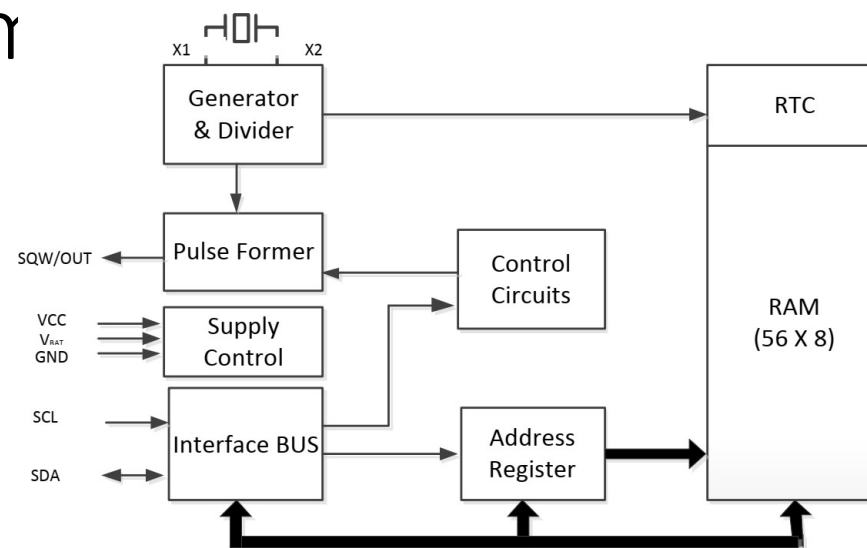 X1
X2
Generator
& Divider
RTC
SQW/OUT
Pulse Former
Control
Circuits
VCC
VBAT
GND
Supply
Control
RAM
(56 X 8)
SCL
SDA
Interface BUS
Address
Register